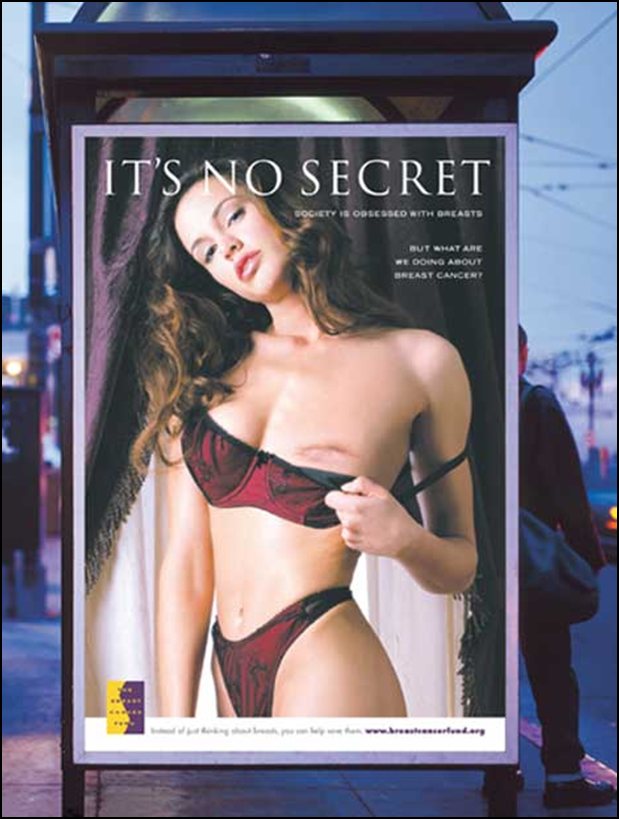 IT'S NO SECRET
SOCIETY IS OBSESSED WITH BREASTS
BUT WHAT ARE
WE DOING ABOUT
BREAST CANCER?
THE
BREAST
CANCER
FUND
Instead of just thinking about breasts, you can help save them. www.breastcancerfund.org